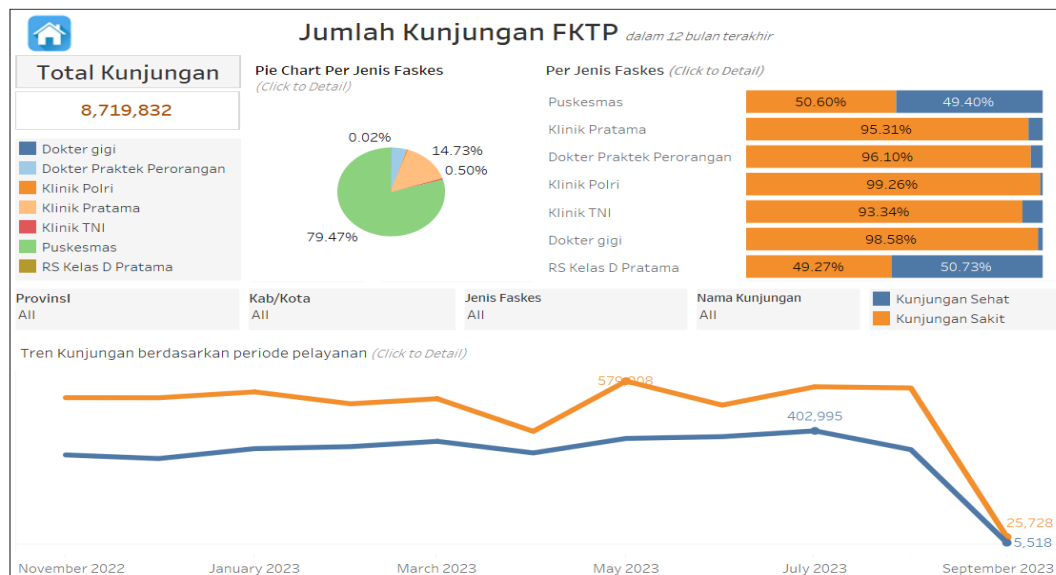 Jumlah Kunjungan FKTP dalam 12 bulan terakhir
Total Kunjungan
8,719,832
Dokter gigi
Dokter Praktek Perorangan
Klinik Polri
Klinik Pratama
Klinik TNI
Puskesmas
RS Kelas D Pratama
Pie Chart Per Jenis Faskes
(Click to Detail)
0.02%
14.73%
0.50%
79.47%
Per Jenis Faskes (Click to Detail)
Puskesmas 50.60% 49.40%
Klinik Pratama 95.31%
Dokter Praktek Perorangan 96.10%
Klinik Polri 99.26%
Klinik TNI 93.34%
Dokter gigi 98.58%
RS Kelas D Pratama 49.27% 50.73%
Provinsi
All
Kab/Kota
All
Jenis Faskes
All
Nama Kunjungan
All
Kunjungan Sehat
Kunjungan Sakit
Tren Kunjungan berdasarkan periode pelayanan (Click to Detail)
402,995
25,728
5,518
November 2022 January 2023 March 2023 May 2023 July 2023 September 2023